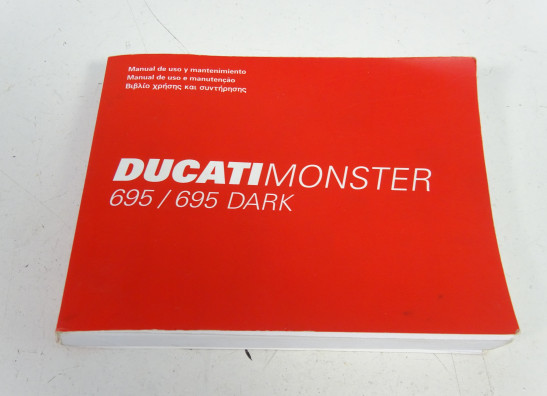 Manual de uso y mantenimiento
Manual de uso e manutenção
Βιβλίο χρήσης και συντήρησης
DUCATIMONSTER
695 / 695 DARK